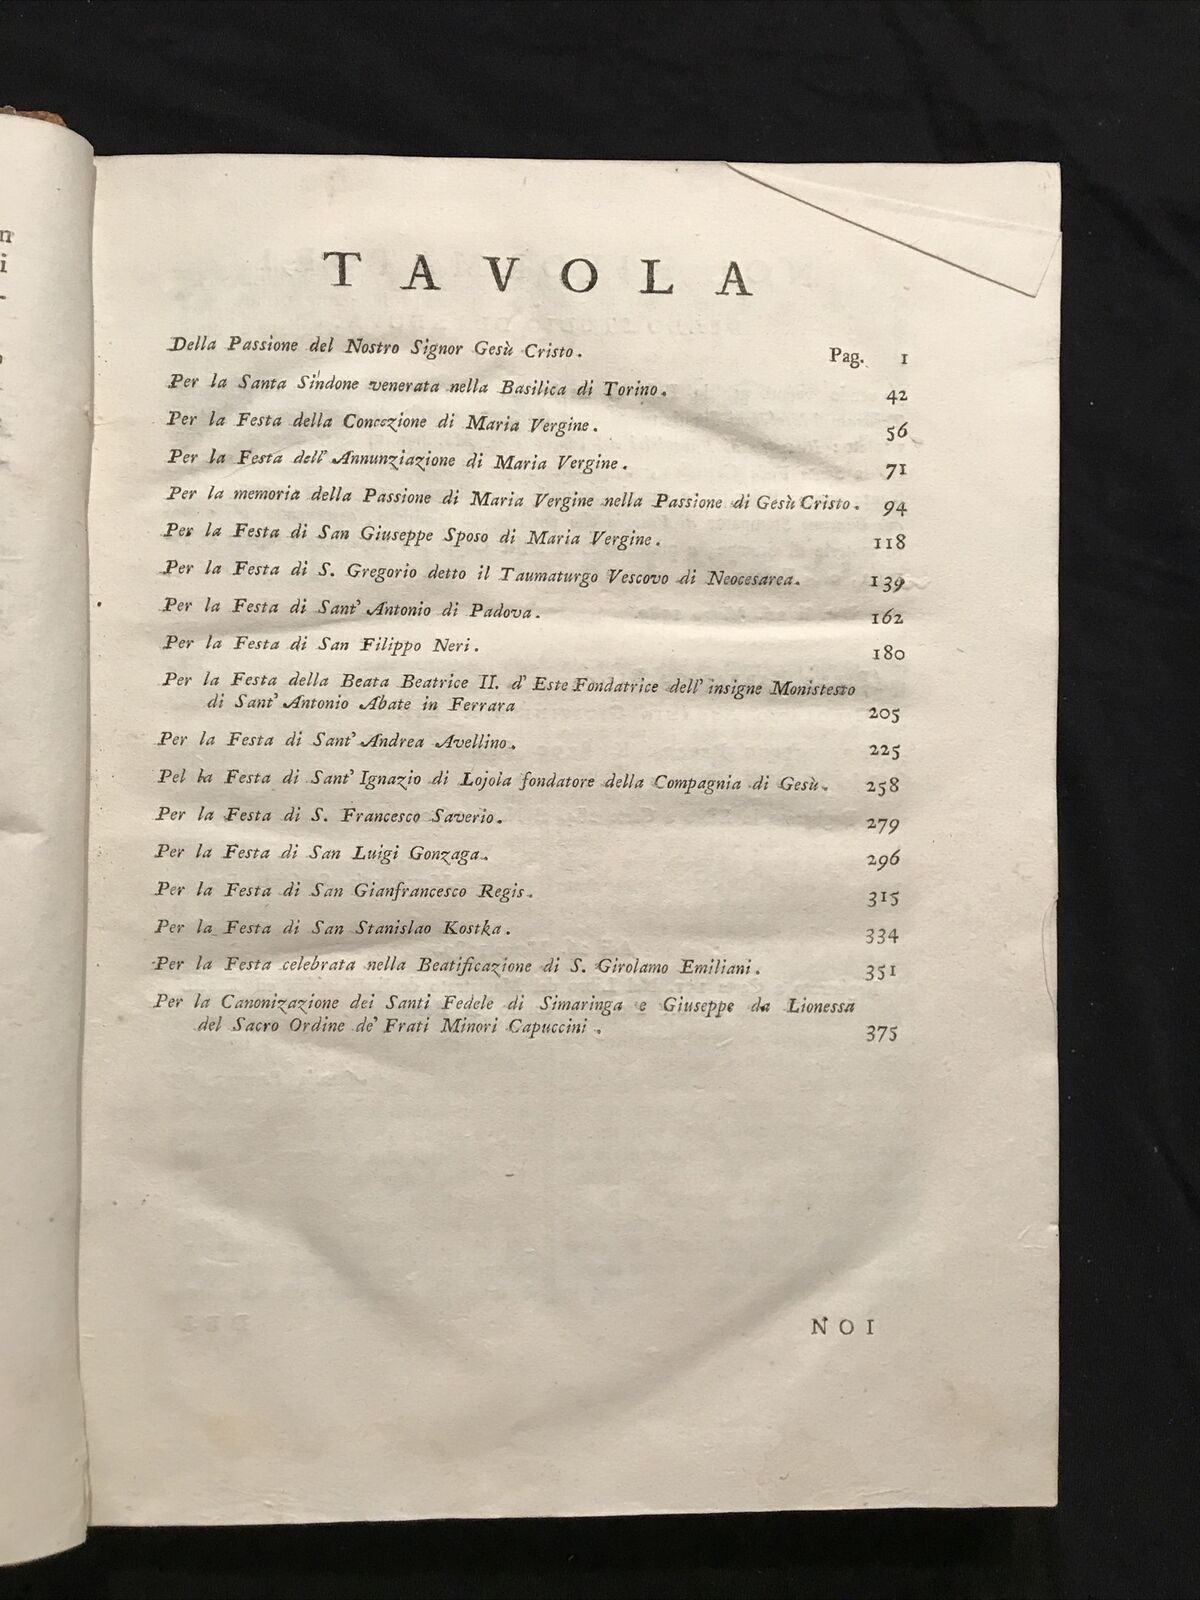 TAVOLA
Della Passione del Nostro Signor Gesù Cristo. Pag. 1
Per la Santa Sindone venerata nella Basilica di Torino. 42
Per la Festa della Concezione di Maria Vergine. 56
Per la Festa dell' Annunziazione di Maria Vergine. 71
Per la memoria della Passione di Maria Vergine nella Passione di Gesù Cristo. 94
Per la Festa di San Giuseppe Sposo di Maria Vergine. 118
Per la Festa di S. Gregorio detto il Taumaturgo Vescovo di Neocesarea. 139
Per la Festa di Sant' Antonio di Padova. 162
Per la Festa di San Filippo Neri. 180
Per la Festa della Beata Beatrice II. d' Este Fondatrice dell' insigne Monistero
di Sant' Antonio Abate in Ferrara 205
Per la Festa di Sant' Andrea Avellino. 225
Pel la Festa di Sant' Ignazio di Lojola fondatore della Compagnia di Gesù. 258
Per la Festa di S. Francesco Saverio. 279
Per la Festa di San Luigi Gonzaga. 296
Per la Festa di San Gianfrancesco Regis. 315
Per la Festa di San Stanislao Kostka. 334
Per la Festa celebrata nella Beatificazione di S. Girolamo Emiliani. 351
Per la Canonizazione dei Santi Fedele di Simaringa e Giuseppe da Lionessa
del Sacro Ordine de' Frati Minori Capuccini. 375
NOI